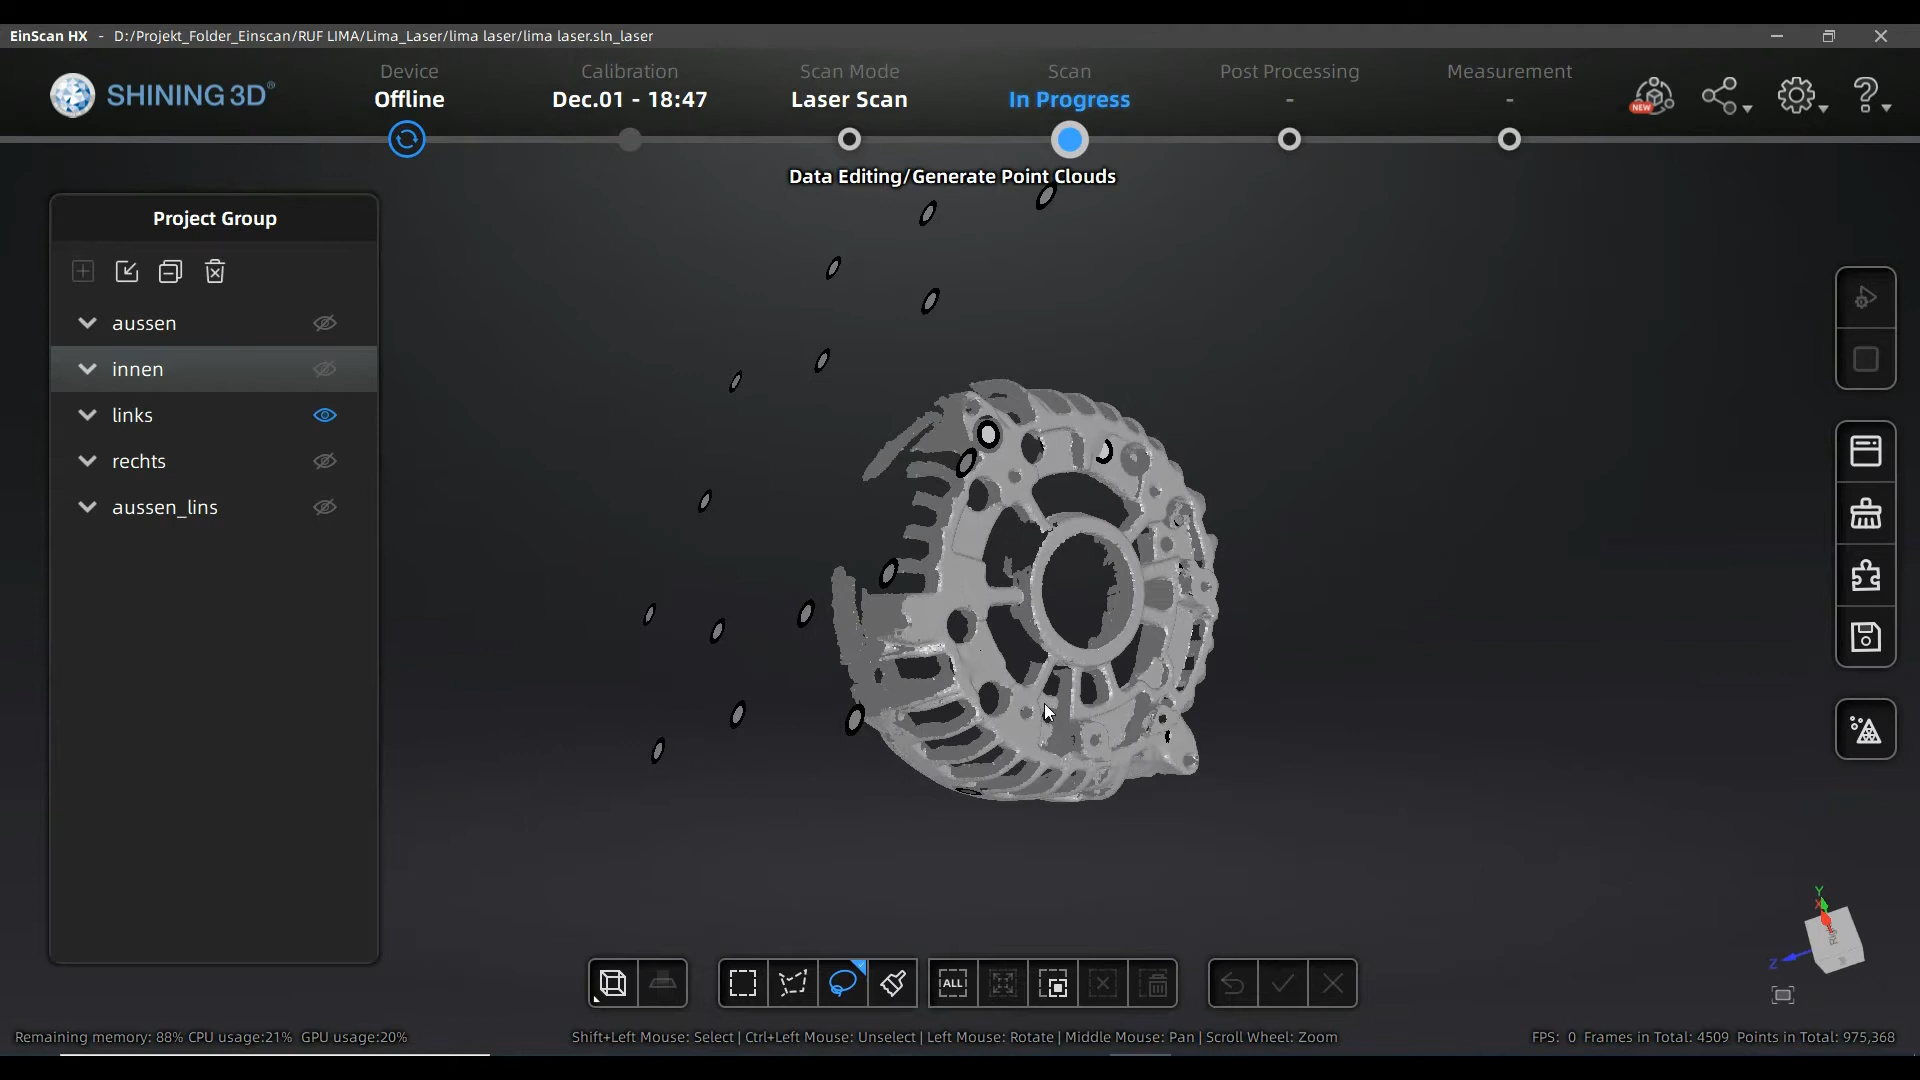 EinScan HX - D:/Projekt_Folder_Einscan/RUF LIMA/Lima_Laser/lima laser/lima laser.sln_laser
SHINING 3D®
Device
Offline
Calibration
Dec.01 - 18:47
Scan Mode
Laser Scan
Scan
In Progress
Post Processing
-
Measurement
-
NEW
Data Editing/Generate Point Clouds
Project Group
aussen
innen
links
rechts
aussen_lins
ALL
Y
X
Z
Right
Remaining memory: 88% CPU usage:21% GPU usage:20%
Shift+Left Mouse: Select | Ctrl+Left Mouse: Unselect | Left Mouse: Rotate | Middle Mouse: Pan | Scroll Wheel: Zoom
FPS: 0 Frames in Total: 4509 Points in Total: 975,368